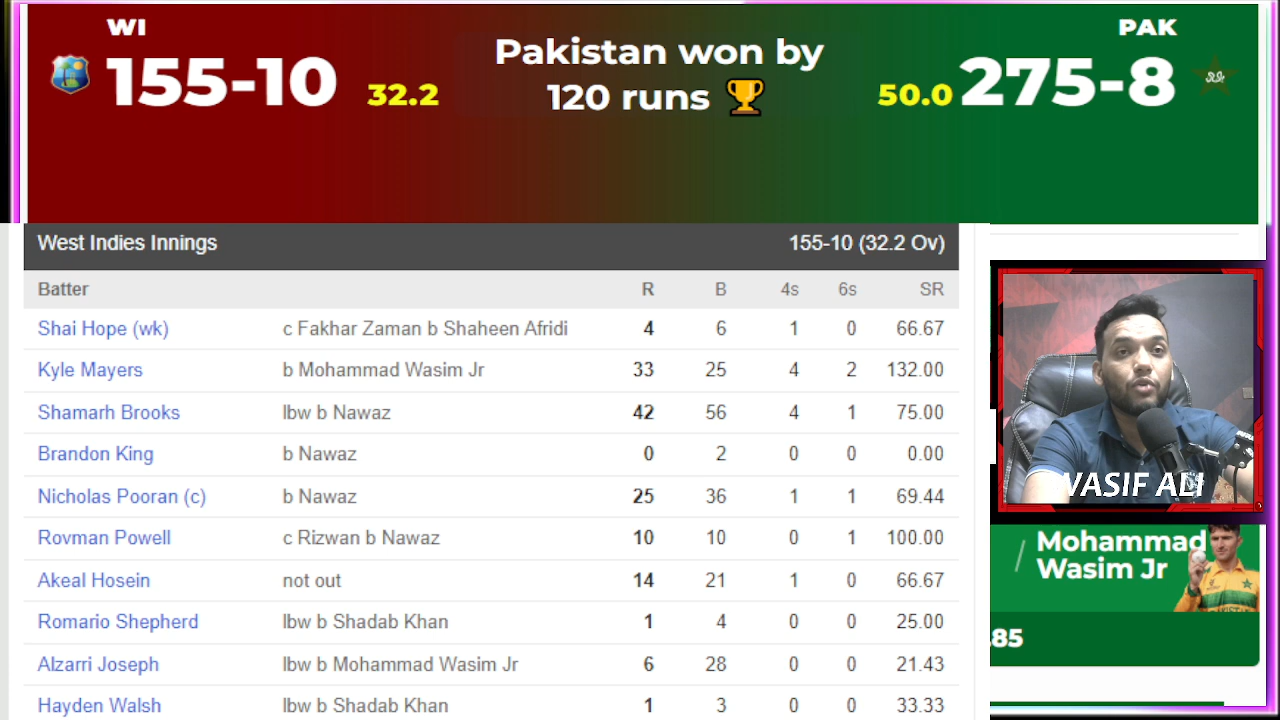 WI
155-10
32.2
Pakistan won by
120 runs
50.0
PAK
275-8
West Indies Innings 155-10 (32.2 Ov)
Batter R B 4s 6s SR
Shai Hope (wk) c Fakhar Zaman b Shaheen Afridi 4 6 1 0 66.67
Kyle Mayers b Mohammad Wasim Jr 33 25 4 2 132.00
Shamarh Brooks lbw b Nawaz 42 56 4 1 75.00
Brandon King b Nawaz 0 2 0 0 0.00
Nicholas Pooran (c) b Nawaz 25 36 1 1 69.44
Rovman Powell c Rizwan b Nawaz 10 10 0 1 100.00
Akeal Hosein not out 14 21 1 0 66.67
Romario Shepherd lbw b Shadab Khan 1 4 0 0 25.00
Alzarri Joseph lbw b Mohammad Wasim Jr 6 28 0 0 21.43
Hayden Walsh lbw b Shadab Khan 1 3 0 0 33.33
WASIF ALI
/ Mohammad
Wasim Jr
.85